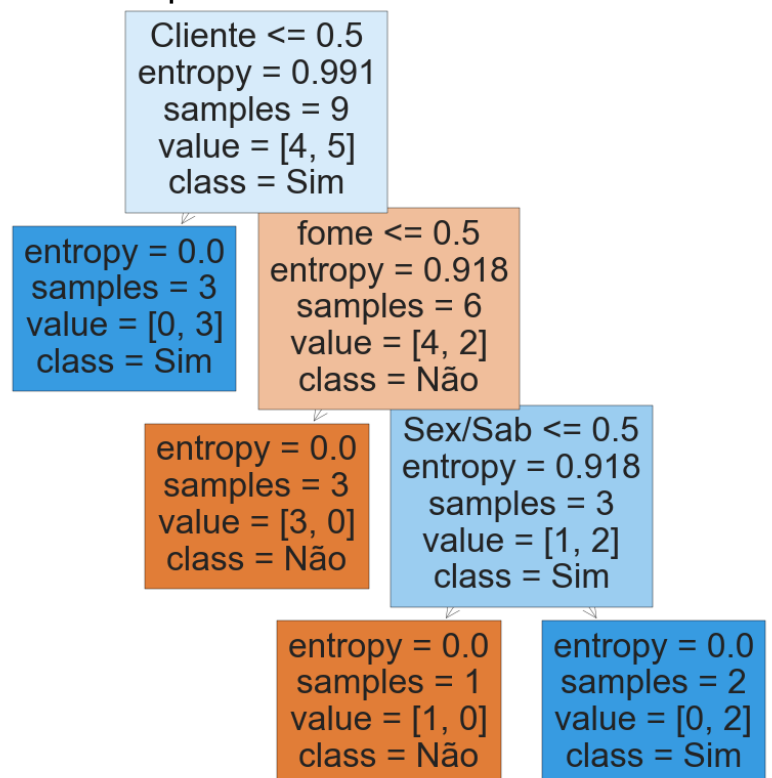 Cliente <= 0.5
entropy = 0.991
samples = 9
value = [4, 5]
class = Sim
entropy = 0.0
samples = 3
value = [0, 3]
class = Sim
fome <= 0.5
entropy = 0.918
samples = 6
value = [4, 2]
class = Não
entropy = 0.0
samples = 3
value = [3, 0]
class = Não
Sex/Sab <= 0.5
entropy = 0.918
samples = 3
value = [1, 2]
class = Sim
entropy = 0.0
samples = 1
value = [1, 0]
class = Não
entropy = 0.0
samples = 2
value = [0, 2]
class = Sim